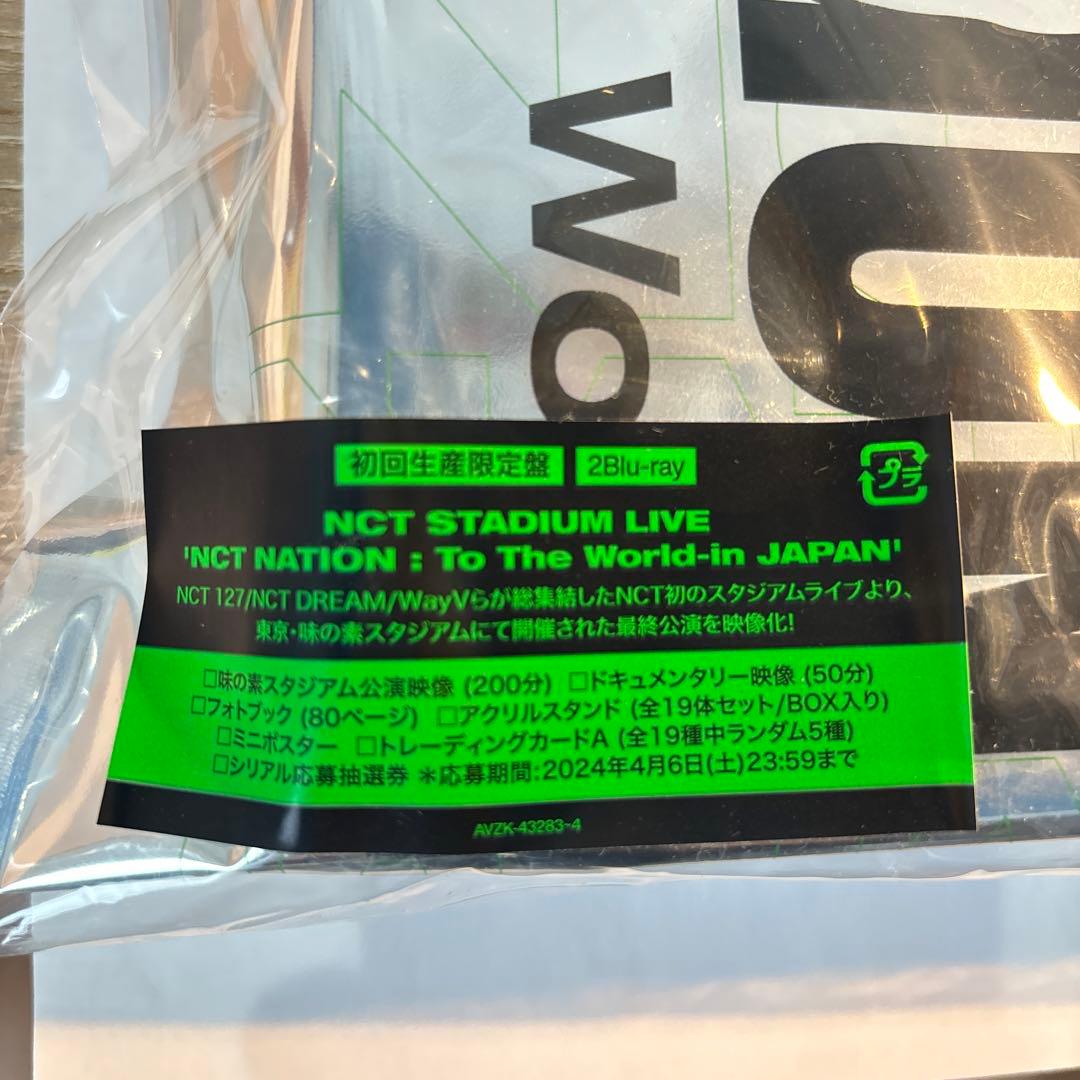 初回生産限定盤 2Blu-ray
プラ
NCT STADIUM LIVE
'NCT NATION : To The World-in JAPAN'
NCT 127/NCT DREAM/WayVらが総集結したNCT初のスタジアムライブより、
東京・味の素スタジアムにて開催された最終公演を映像化!
□味の素スタジアム公演映像 (200分) □ドキュメンタリー映像 (50分)
□フォトブック (80ページ) □アクリルスタンド (全19体セット/BOX入り)
□ミニポスター □トレーディングカードA (全19種中ランダム5種)
□シリアル応募抽選券 *応募期間:2024年4月6日(土)23:59まで
AVZK-43283~4